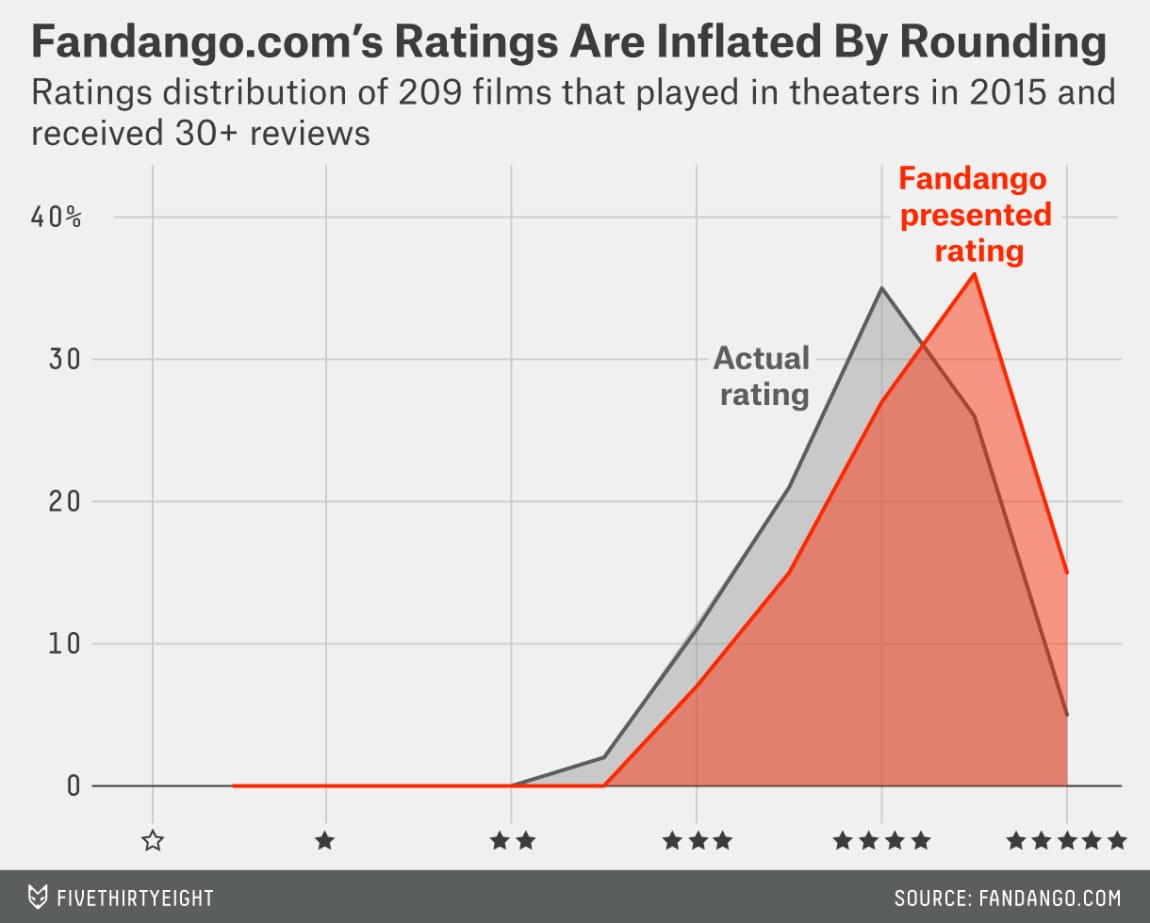 Fandango.com’s Ratings Are Inflated By Rounding
Ratings distribution of 209 films that played in theaters in 2015 and
received 30+ reviews
Fandango
presented
rating
40%
Actual
rating
30
20
10
0
☆ ★ ★★ ★★★ ★★★★ ★★★★★
FIVETHIRTYEIGHT
SOURCE: FANDANGO.COM